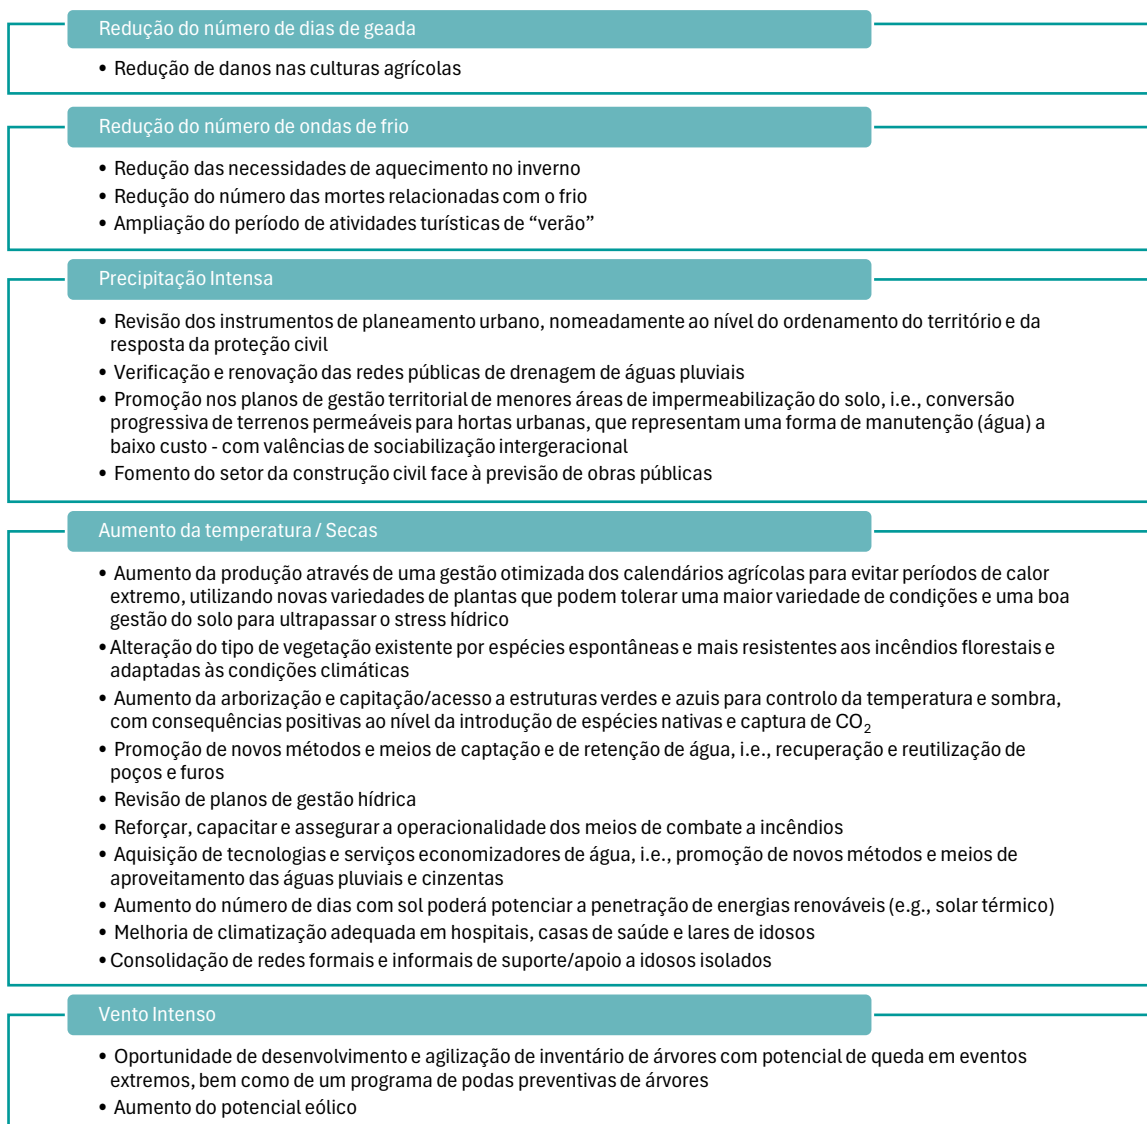 Redução do número de dias de geada
• Redução de danos nas culturas agrícolas
Redução do número de ondas de frio
• Redução das necessidades de aquecimento no inverno
• Redução do número das mortes relacionadas com o frio
• Ampliação do período de atividades turísticas de “verão”
Precipitação Intensa
• Revisão dos instrumentos de planeamento urbano, nomeadamente ao nível do ordenamento do território e da
resposta da proteção civil
• Verificação e renovação das redes públicas de drenagem de águas pluviais
• Promoção nos planos de gestão territorial de menores áreas de impermeabilização do solo, i.e., conversão
progressiva de terrenos permeáveis para hortas urbanas, que representam uma forma de manutenção (água) a
baixo custo - com valências de sociabilização intergeracional
• Fomento do setor da construção civil face à previsão de obras públicas
Aumento da temperatura / Secas
• Aumento da produção através de uma gestão otimizada dos calendários agrícolas para evitar períodos de calor
extremo, utilizando novas variedades de plantas que podem tolerar uma maior variedade de condições e uma boa
gestão do solo para ultrapassar o stress hídrico
• Alteração do tipo de vegetação existente por espécies espontâneas e mais resistentes aos incêndios florestais e
adaptadas às condições climáticas
• Aumento da arborização e capitação/acesso a estruturas verdes e azuis para controlo da temperatura e sombra,
com consequências positivas ao nível da introdução de espécies nativas e captura de CO₂
• Promoção de novos métodos e meios de captação e de retenção de água, i.e., recuperação e reutilização de
poços e furos
• Revisão de planos de gestão hídrica
• Reforçar, capacitar e assegurar a operacionalidade dos meios de combate a incêndios
• Aquisição de tecnologias e serviços economizadores de água, i.e., promoção de novos métodos e meios de
aproveitamento das águas pluviais e cinzentas
• Aumento do número de dias com sol poderá potenciar a penetração de energias renováveis (e.g., solar térmico)
• Melhoria de climatização adequada em hospitais, casas de saúde e lares de idosos
• Consolidação de redes formais e informais de suporte/apoio a idosos isolados
Vento Intenso
• Oportunidade de desenvolvimento e agilização de inventário de árvores com potencial de queda em eventos
extremos, bem como de um programa de podas preventivas de árvores
• Aumento do potencial eólico